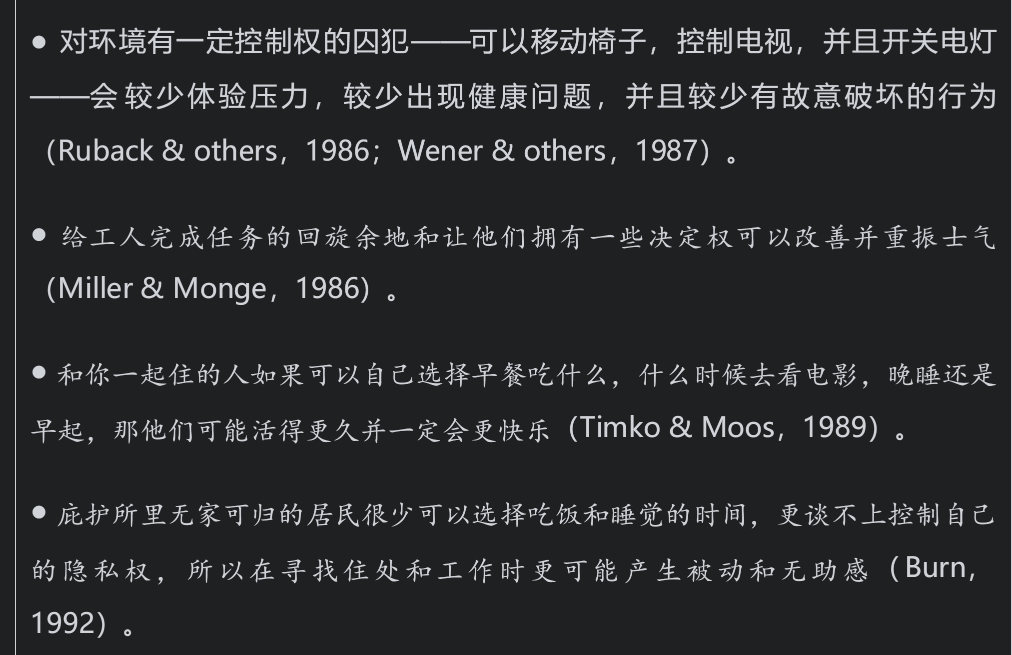 ● 对环境有一定控制权的囚犯——可以移动椅子，控制电视，并且开关电灯
——会较少体验压力，较少出现健康问题，并且较少有故意破坏的行为
（Ruback & others，1986；Wener & others，1987）。
● 给工人完成任务的回旋余地和让他们拥有一些决定权可以改善并重振士气
（Miller & Monge，1986）。
● 和你一起住的人如果可以自己选择早餐吃什么，什么时候去看电影，晚睡还是
早起，那他们可能活得更久并一定会更快乐（Timko & Moos，1989）。
● 庇护所里无家可归的居民很少可以选择吃饭和睡觉的时间，更谈不上控制自己
的隐私权，所以在寻找住处和工作时更可能产生被动和无助感（Burn，
1992）。